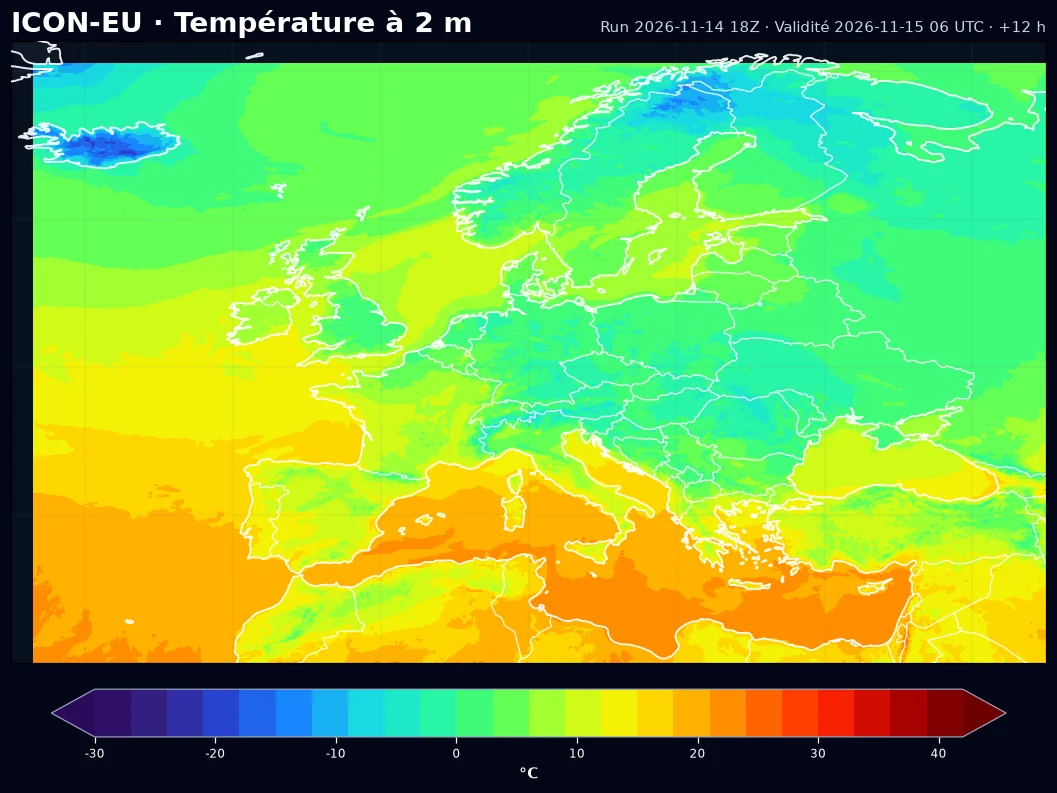 ICON-EU · Température à 2 m
Run 2026-11-14 18Z · Validité 2026-11-15 06 UTC · +12 h
-30 -20 -10 0 10 20 30 40
°C